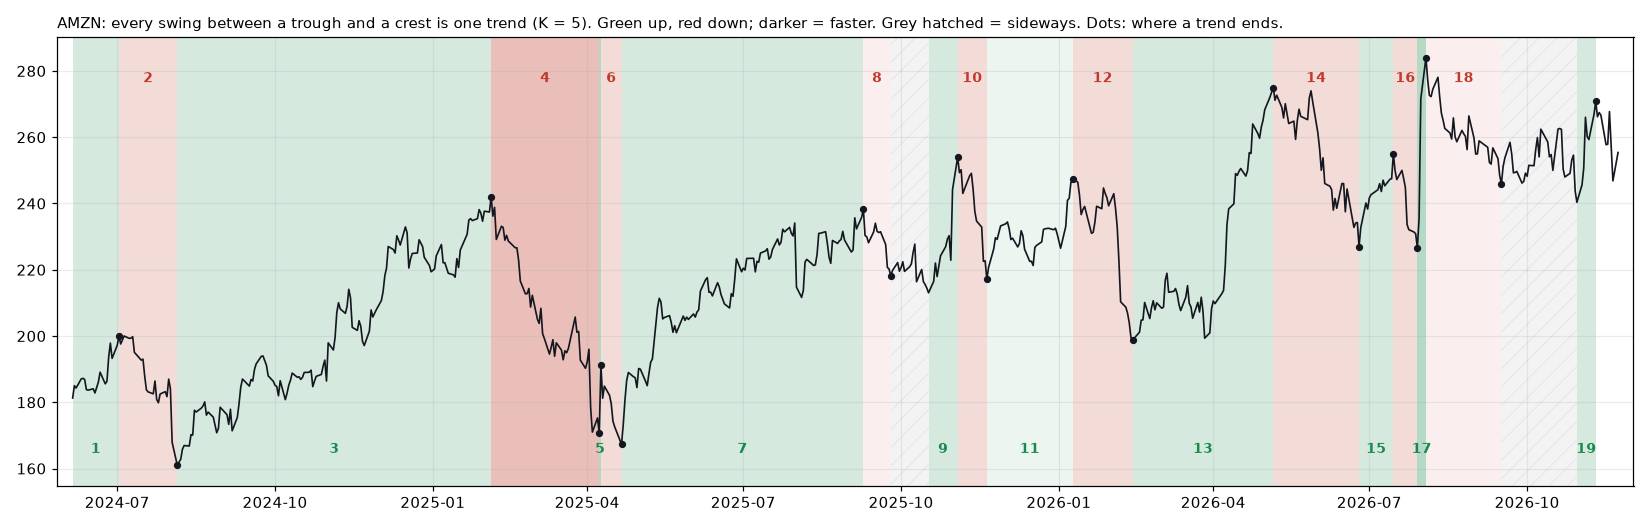 AMZN: every swing between a trough and a crest is one trend (K = 5). Green up, red down; darker = faster. Grey hatched = sideways. Dots: where a trend ends.
280
260
240
220
200
180
160
2 4 6 8 10 12 14 16 18
1 3 5 7 9 11 13 15 17 19
2024-07 2024-10 2025-01 2025-04 2025-07 2025-10 2026-01 2026-04 2026-07 2026-10